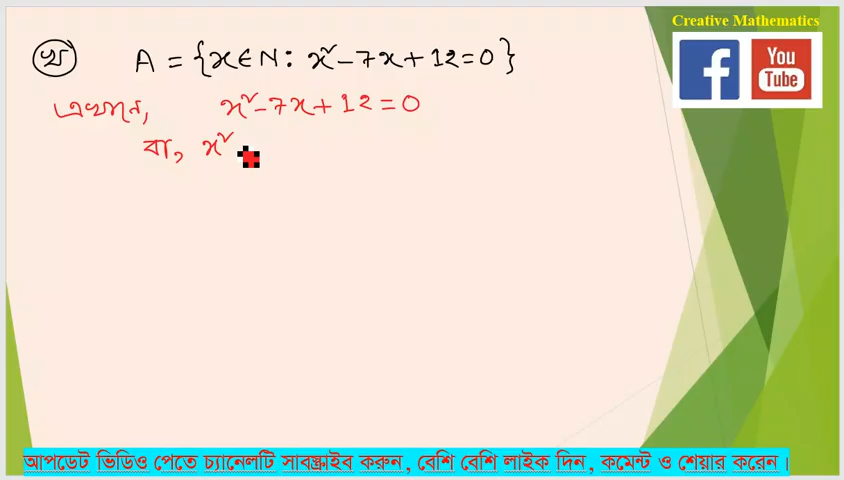 Creative Mathematics
f You Tube
খ A = {x∈N: x²-7x+12=0}
এখানে, x²-7x+12=0
বা, x²
আপডেট ভিডিও পেতে চ্যানেলটি সাবস্ক্রাইব করুন, বেশি বেশি লাইক দিন, কমেন্ট ও শেয়ার করেন।